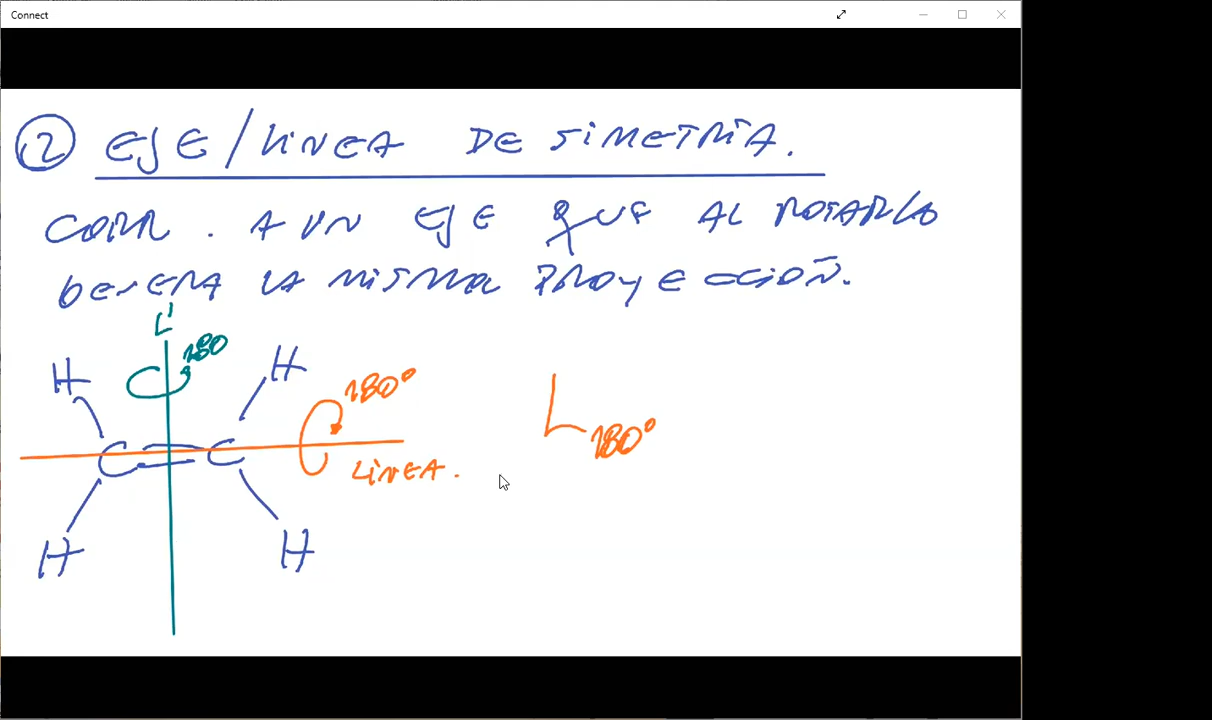 Connect
② EJE/LINEA DE SIMETRÍA.
CORR. A UN EJE QUE AL ROTARLO
GENERA LA MISMA PROYECCIÓN.
L'
180
H H
180°
C C
L180°
LINEA.
H H